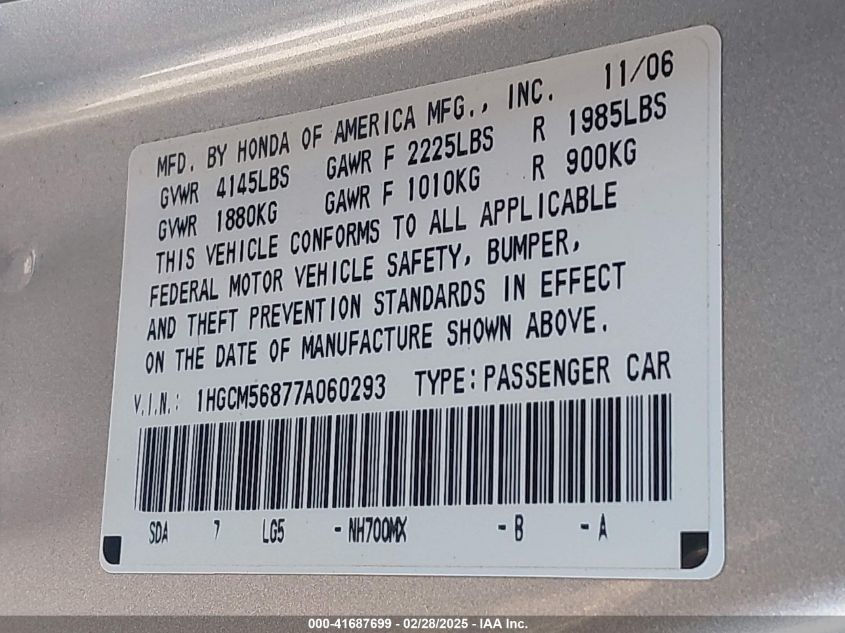 MFD. BY HONDA OF AMERICA MFG., INC. 11/06
GVWR 4145LBS GAWR F 2225LBS R 1985LBS
GVWR 1880KG GAWR F 1010KG R 900KG
THIS VEHICLE CONFORMS TO ALL APPLICABLE
FEDERAL MOTOR VEHICLE SAFETY, BUMPER,
AND THEFT PREVENTION STANDARDS IN EFFECT
ON THE DATE OF MANUFACTURE SHOWN ABOVE.
V.I.N.: 1HGCM56877A060293 TYPE:PASSENGER CAR
SDA 7 LG5 -NH700MX -B -A
000-41687699 - 02/28/2025 - IAA Inc.